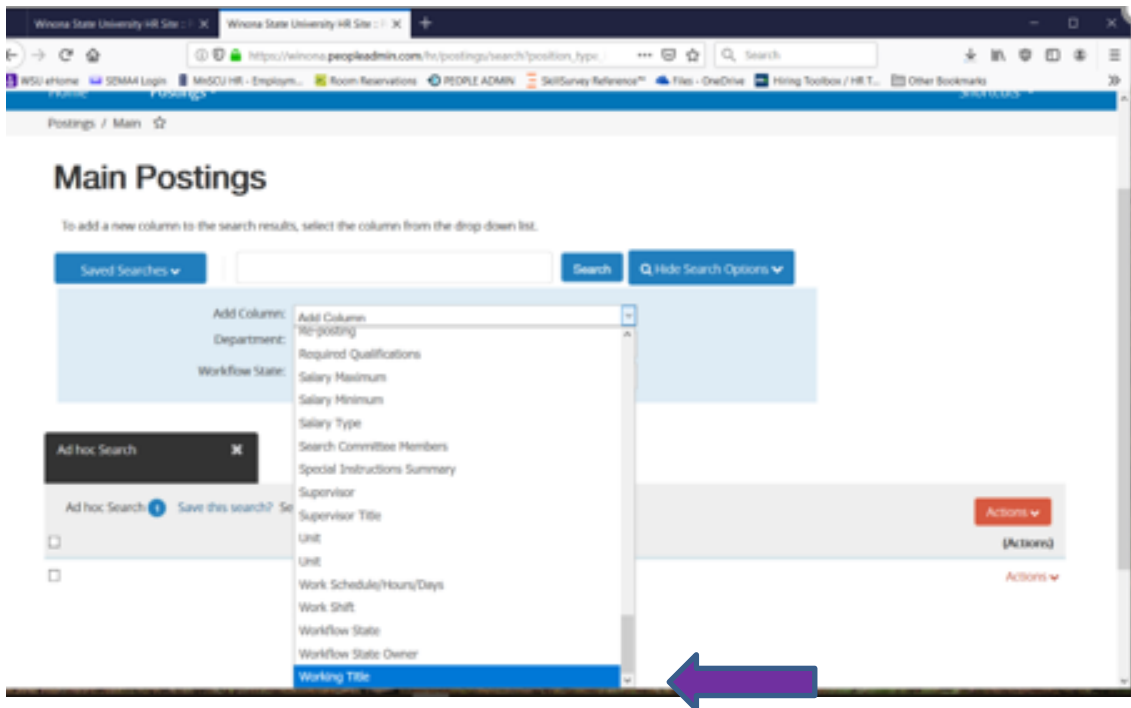 Winona State University HR Site : : P X Winona State University HR Site : : P X +
https://winona.peopleadmin.com/hr/postings/search?position_type. Search
WSU eHome SEMA4 Login MnSCU HR - Employm... Room Reservations PEOPLE ADMIN SkillSurvey Reference™ Files - OneDrive Hiring Toolbox / HR T... Other Bookmarks
Home Postings Shortcuts
Postings / Main
Main Postings
To add a new column to the search results, select the column from the drop down list.
Saved Searches Search Hide Search Options
Add Column: Add Column
Re-posting
Department:
Required Qualifications
Workflow State:
Salary Maximum
Salary Minimum
Salary Type
Ad hoc Search
Search Committee Members
Special Instructions Summary
Supervisor
Ad hoc Search 1 Save this search? Se
Actions
Supervisor Title
Unit
(Actions)
Unit
Actions
Work Schedule/Hours/Days
Work Shift
Workflow State
Workflow State Owner
Working Title